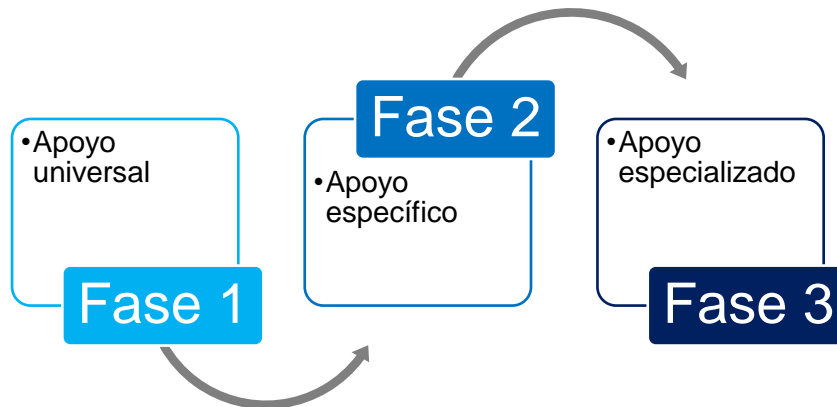 •Apoyo
universal
Fase 1
Fase 2
•Apoyo
específico
•Apoyo
especializado
Fase 3